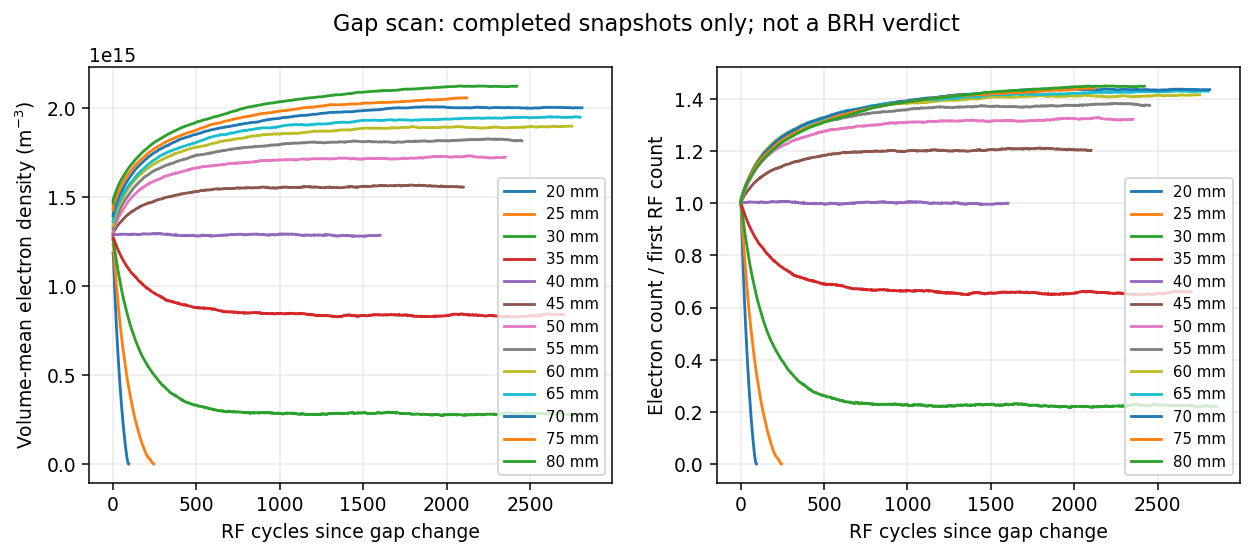 Gap scan: completed snapshots only; not a BRH verdict
1e15
Volume-mean electron density (m⁻³)
2.0
1.5
1.0
0.5
0.0
0
500
1000
1500
2000
2500
RF cycles since gap change
20 mm
25 mm
30 mm
35 mm
40 mm
45 mm
50 mm
55 mm
60 mm
65 mm
70 mm
75 mm
80 mm
Electron count / first RF count
1.4
1.2
1.0
0.8
0.6
0.4
0.2
0.0
0
500
1000
1500
2000
2500
RF cycles since gap change
20 mm
25 mm
30 mm
35 mm
40 mm
45 mm
50 mm
55 mm
60 mm
65 mm
70 mm
75 mm
80 mm